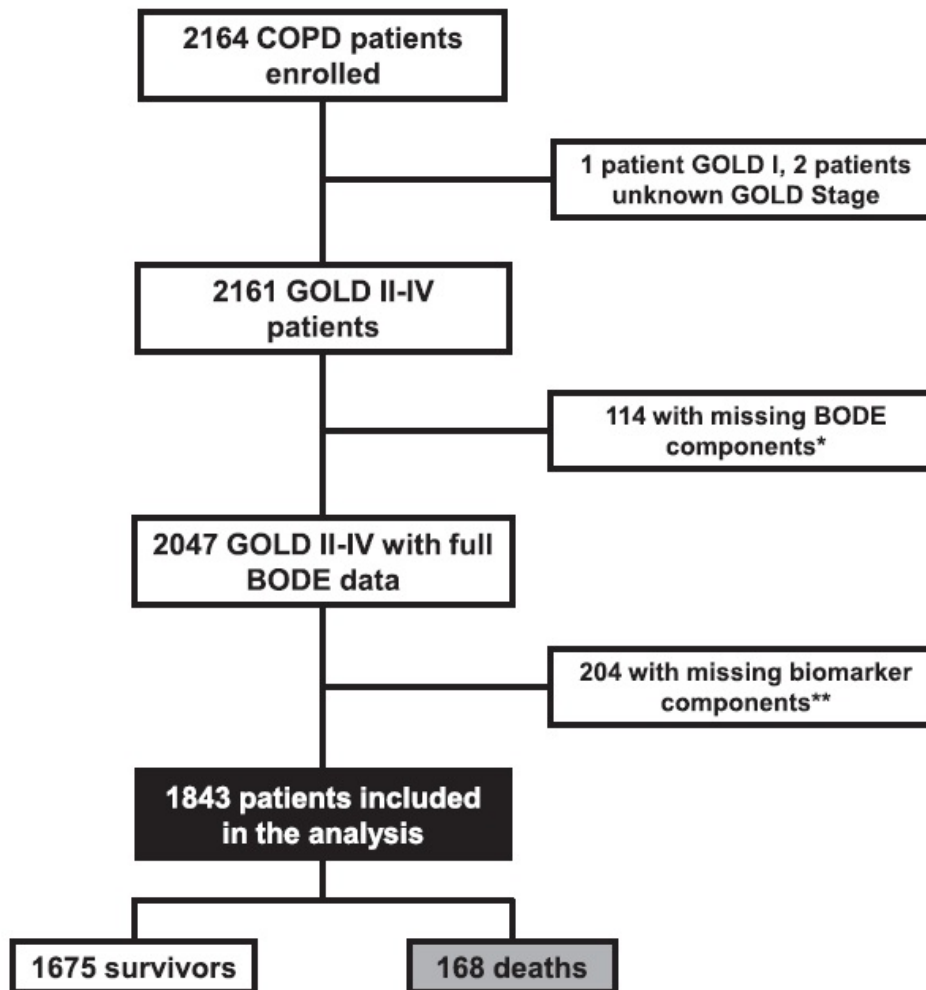 2164 COPD patients
enrolled
1 patient GOLD I, 2 patients
unknown GOLD Stage
2161 GOLD II-IV
patients
114 with missing BODE
components*
2047 GOLD II-IV with full
BODE data
204 with missing biomarker
components**
1843 patients included
in the analysis
1675 survivors
168 deaths